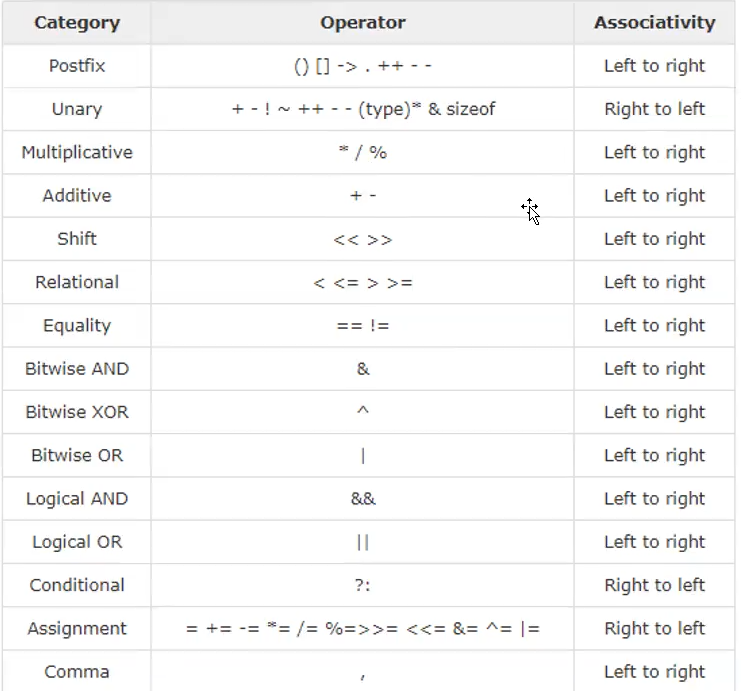 Category Operator Associativity
Postfix () [] -> . ++ - - Left to right
Unary + - ! ~ ++ - - (type)* & sizeof Right to left
Multiplicative * / % Left to right
Additive + - Left to right
Shift << >> Left to right
Relational < <= > >= Left to right
Equality == != Left to right
Bitwise AND & Left to right
Bitwise XOR ^ Left to right
Bitwise OR | Left to right
Logical AND && Left to right
Logical OR || Left to right
Conditional ?: Right to left
Assignment = += -= *= /= %=>>= <<= &= ^= |= Right to left
Comma , Left to right